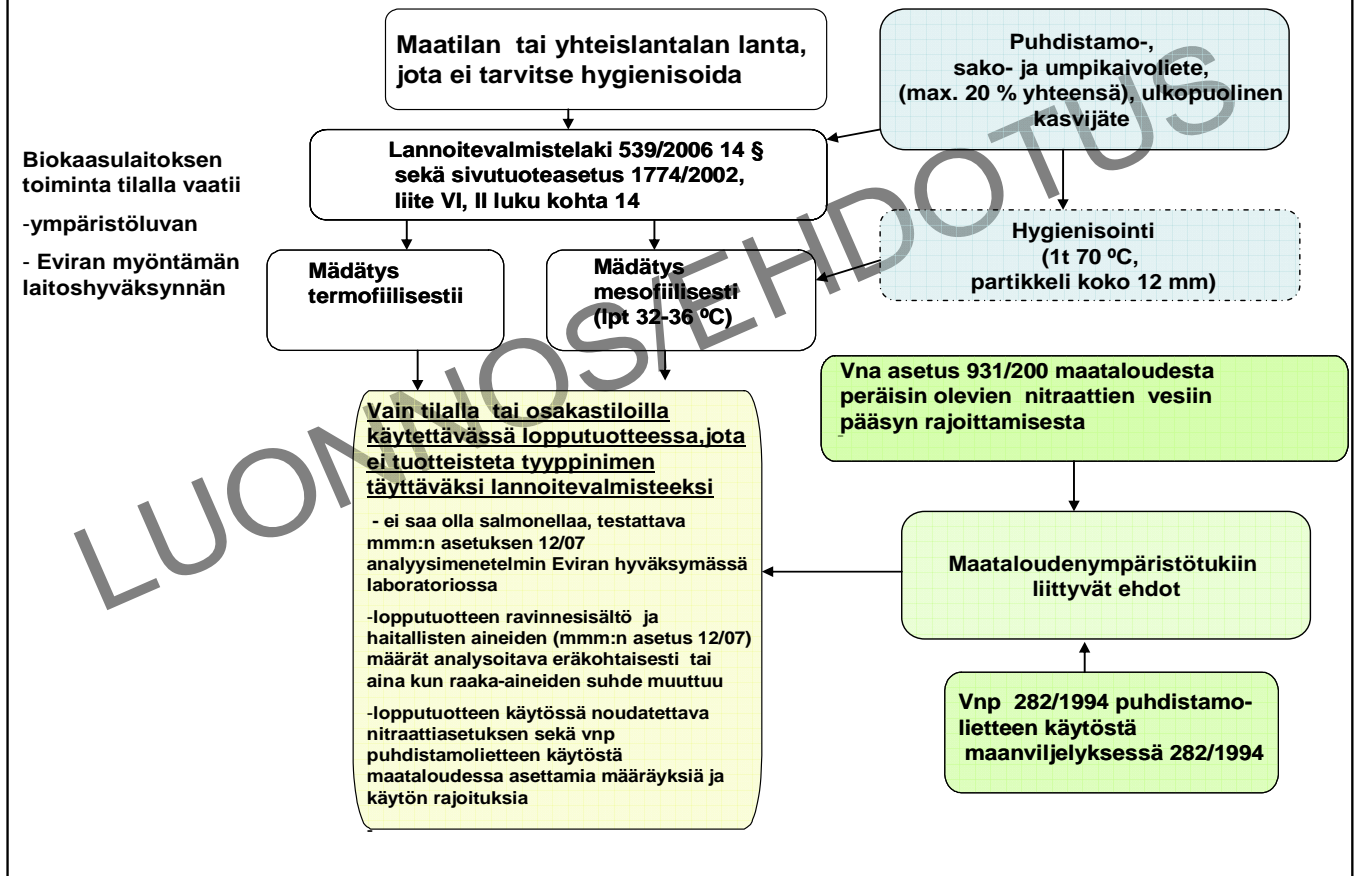 Maatilan tai yhteislantalan lanta,
jota ei tarvitse hygienisoida
Puhdistamo-,
sako- ja umpikaivoliete,
(max. 20 % yhteensä), ulkopuolinen
kasvijäte
Biokaasulaitoksen
toiminta tilalla vaatii
-ympäristöluvan
- Eviran myöntämän
laitoshyväksynnän
Lannoitevalmistelaki 539/2006 14 §
sekä sivutuoteasetus 1774/2002,
liite VI, II luku kohta 14
Hygienisointi
(1t 70 ºC,
partikkeli koko 12 mm)
Mädätys
termofiilisestii
Mädätys
mesofiilisesti
(lpt 32-36 ºC)
Vna asetus 931/200 maataloudesta
peräisin olevien nitraattien vesiin
pääsyn rajoittamisesta
-
Vain tilalla tai osakastiloilla
käytettävässä lopputuotteessa,jota
ei tuotteisteta tyyppinimen
täyttäväksi lannoitevalmisteeksi
- ei saa olla salmonellaa, testattava
mmm:n asetuksen 12/07
analyysimenetelmin Eviran hyväksymässä
laboratoriossa
-lopputuotteen ravinnesisältö ja
haitallisten aineiden (mmm:n asetus 12/07)
määrät analysoitava eräkohtaisesti tai
aina kun raaka-aineiden suhde muuttuu
-lopputuotteen käytössä noudatettava
nitraattiasetuksen sekä vnp
puhdistamolietteen käytöstä
maataloudessa asettamia määräyksiä ja
käytön rajoituksia
-
Maataloudenympäristötukiin
liittyvät ehdot
Vnp 282/1994 puhdistamo-
lietteen käytöstä
maanviljelyksessä 282/1994
LUONNOS/EHDOTUS